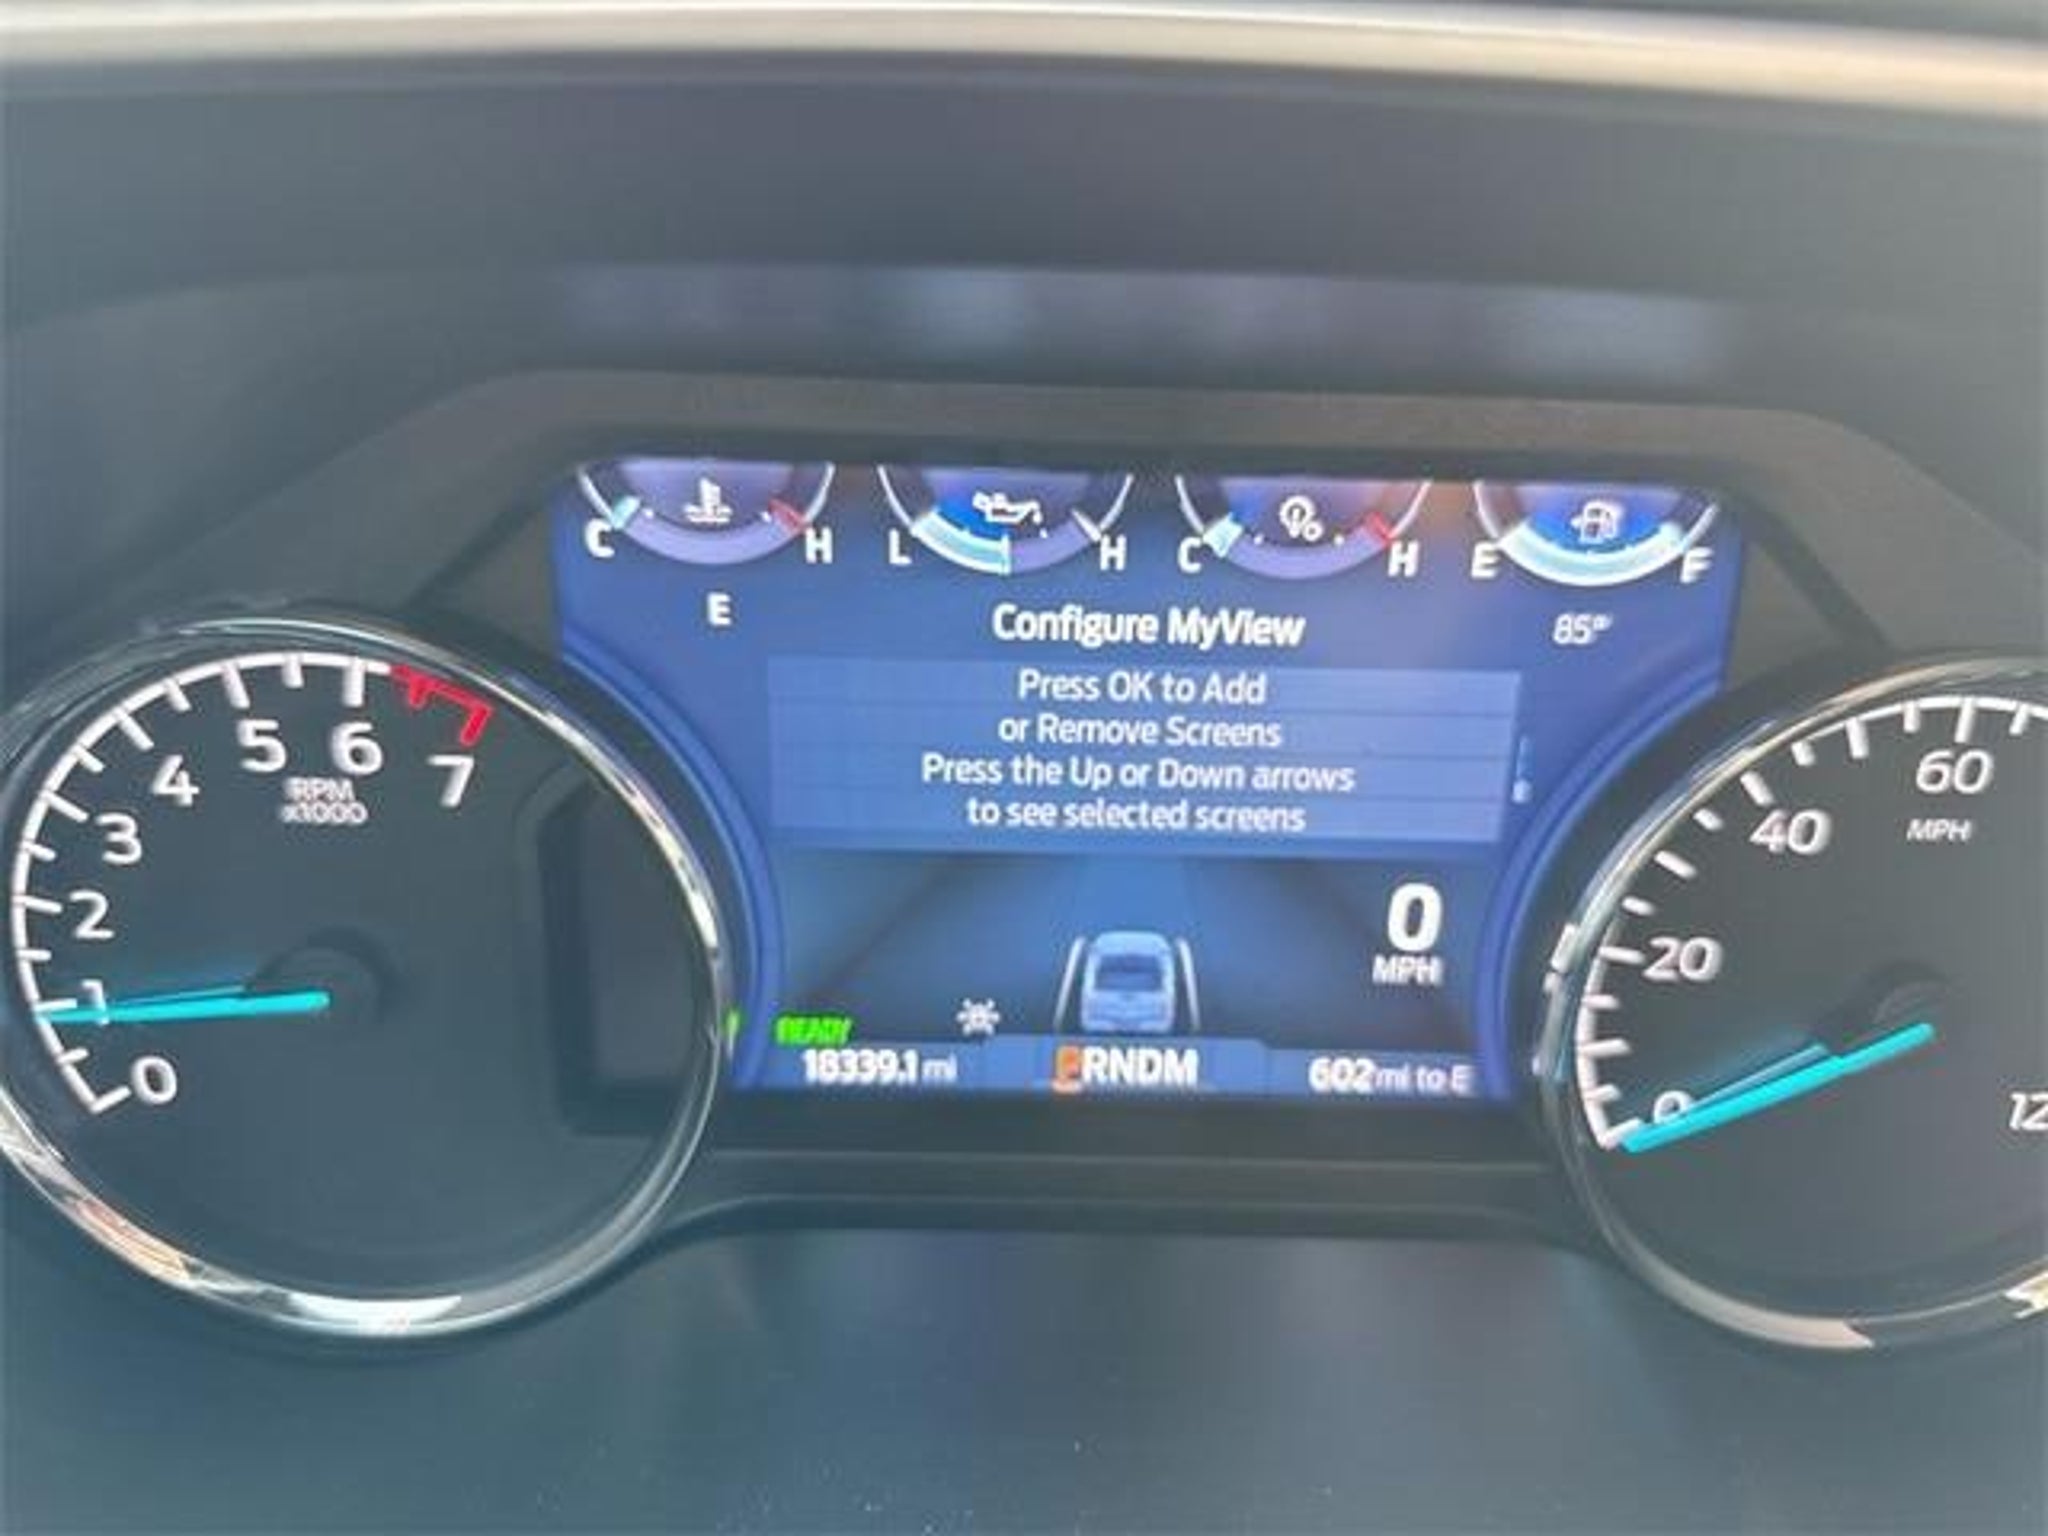 C H L H C H E F
E
Configure MyView
85°F
Press OK to Add
or Remove Screens
Press the Up or Down arrows
to see selected screens
0
MPH
READY
18339.1 mi
PRNDM
602 mi to E
0
1
2
3
4
5
6
7
RPM
x1000
0
20
40
60
MPH